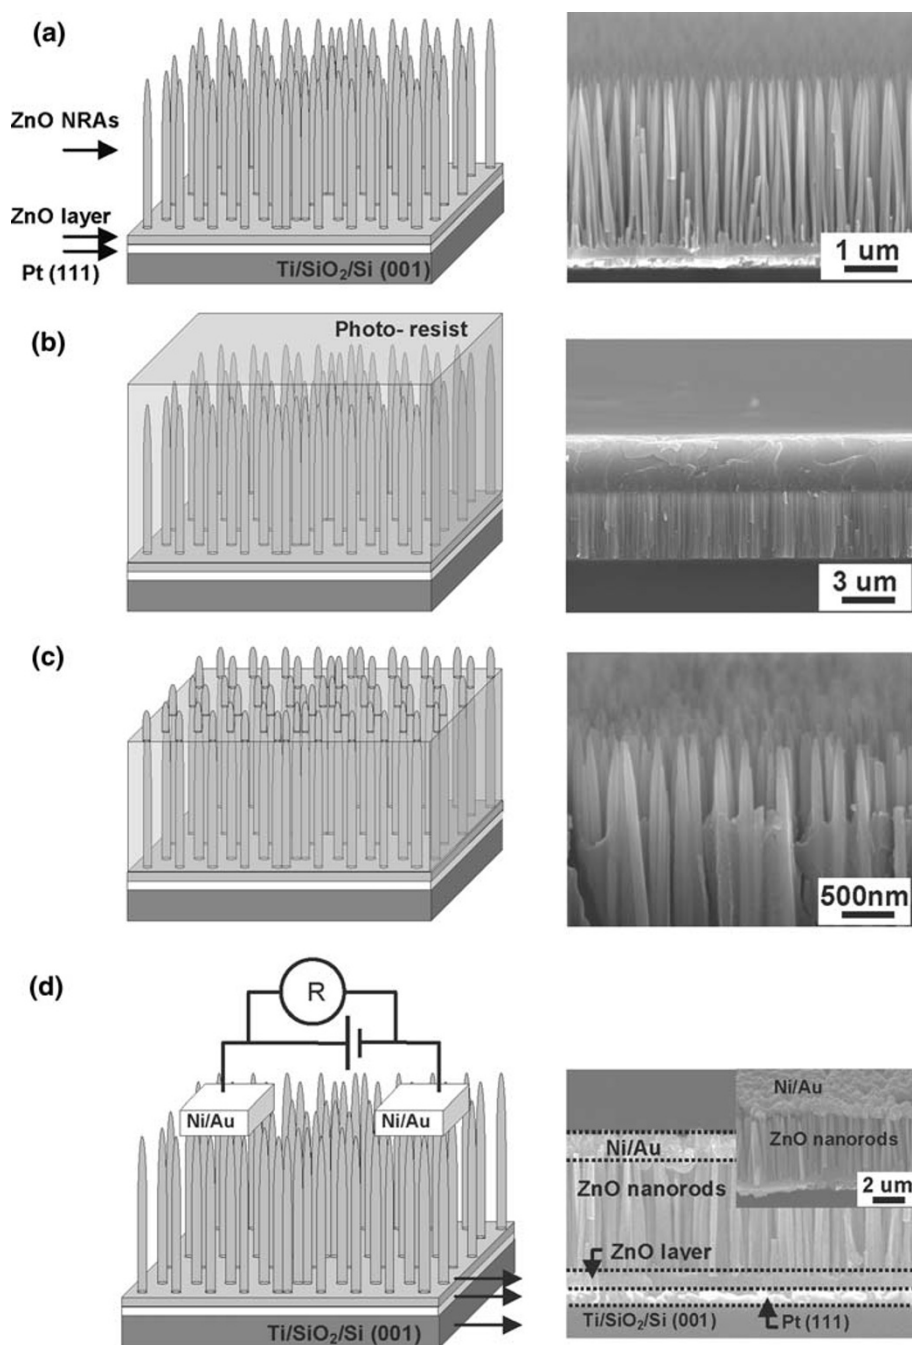 (a)
ZnO NRAs
ZnO layer
Pt (111)
Ti/SiO₂/Si (001)
1 um
(b)
Photo- resist
3 um
(c)
500nm
(d)
R
Ni/Au
Ni/Au
Ti/SiO₂/Si (001)
Ni/Au
ZnO nanorods
2 um
Ni/Au
ZnO nanorods
ZnO layer
Ti/SiO₂/Si (001)
Pt (111)